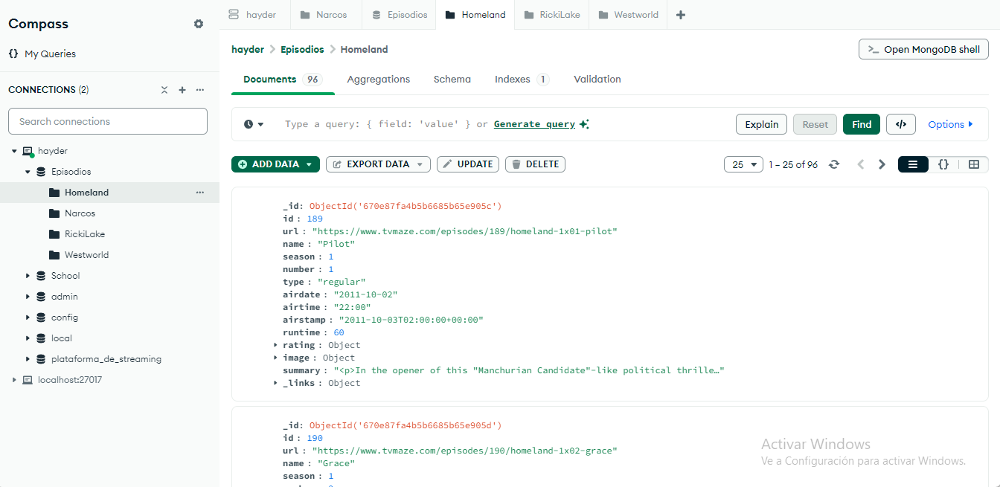 Compass
My Queries
CONNECTIONS (2)
Search connections
hayder
Episodios
Homeland
Narcos
RickiLake
Westworld
School
admin
config
local
plataforma_de_streaming
localhost:27017
hayder Narcos Episodios Homeland RickiLake Westworld
hayder Episodios Homeland
>_ Open MongoDB shell
Documents 96 Aggregations Schema Indexes 1 Validation
Type a query: { field: 'value' } or Generate query
Explain Reset Find </> Options
ADD DATA EXPORT DATA UPDATE DELETE
25 1 – 25 of 96 {}
_id: ObjectId('670e87fa4b5b6685b65e905c')
id : 189
url : "https://www.tvmaze.com/episodes/189/homeland-1x01-pilot"
name : "Pilot"
season : 1
number : 1
type : "regular"
airdate : "2011-10-02"
airtime : "22:00"
airstamp : "2011-10-03T02:00:00+00:00"
runtime : 60
rating : Object
image : Object
summary : "<p>In the opener of this "Manchurian Candidate"-like political thrille…"
_links : Object
_id: ObjectId('670e87fa4b5b6685b65e905d')
id : 190
url : "https://www.tvmaze.com/episodes/190/homeland-1x02-grace"
name : "Grace"
season : 1
Activar Windows
Ve a Configuración para activar Windows.